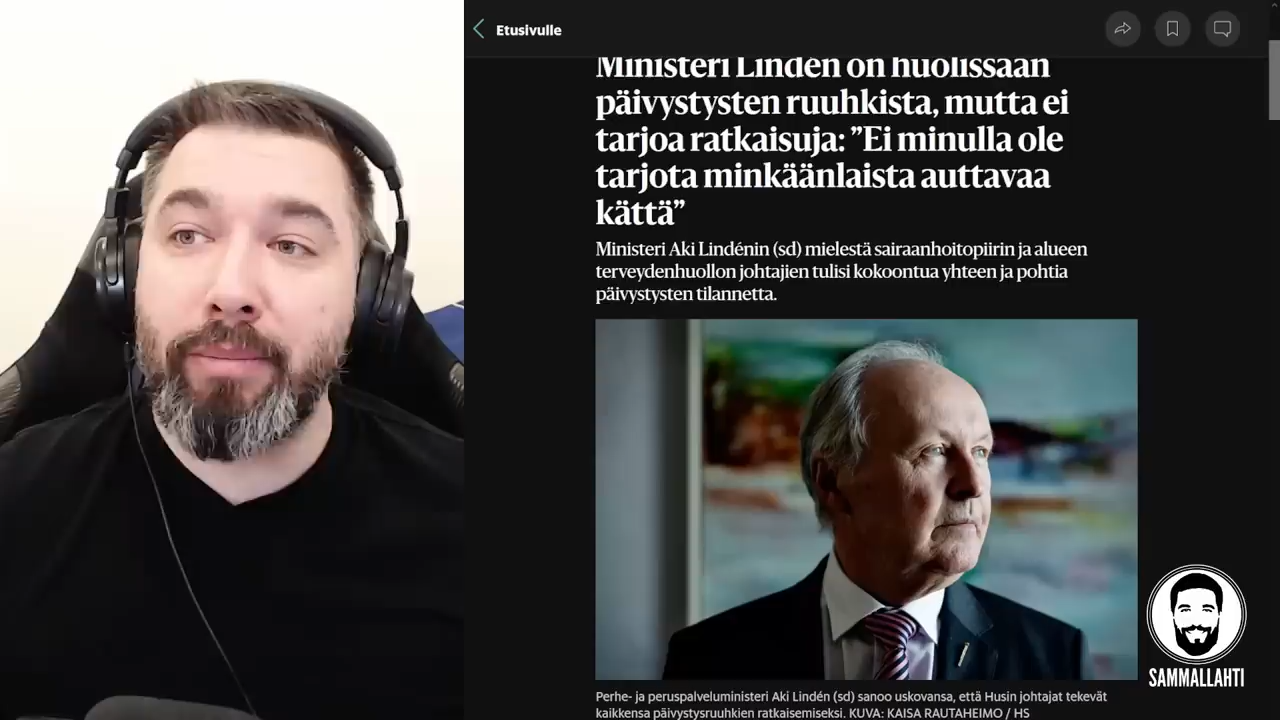 Etusivulle
Ministeri Lindén on huolissaan
päivystysten ruuhkista, mutta ei
tarjoa ratkaisuja: ”Ei minulla ole
tarjota minkäänlaista auttavaa
kättä”
Ministeri Aki Lindénin (sd) mielestä sairaanhoitopiirin ja alueen
terveydenhuollon johtajien tulisi kokoontua yhteen ja pohtia
päivystysten tilannetta.
Perhe- ja peruspalveluministeri Aki Lindén (sd) sanoo uskovansa, että Husin johtajat tekevät
kaikkensa päivystysruuhkien ratkaisemiseksi. KUVA: KAISA RAUTAHEIMO / HS
SAMMALLAHTI